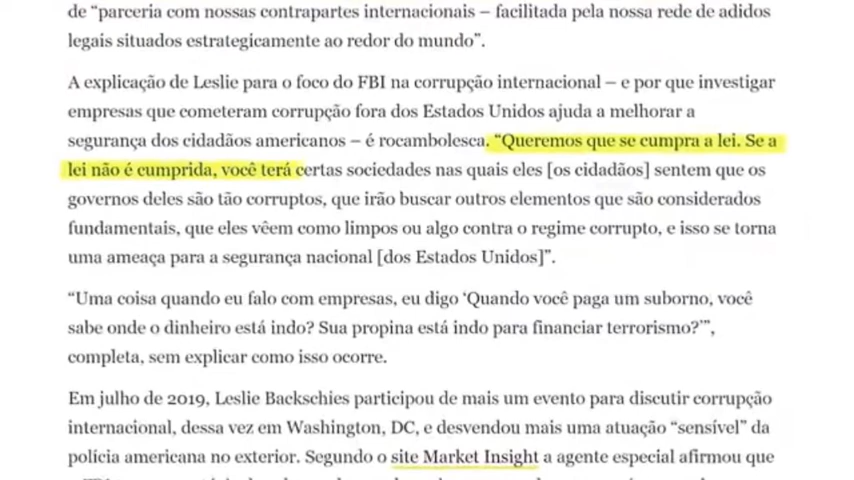 de “parceria com nossas contrapartes internacionais – facilitada pela nossa rede de adidos
legais situados estrategicamente ao redor do mundo”.
A explicação de Leslie para o foco do FBI na corrupção internacional – e por que investigar
empresas que cometeram corrupção fora dos Estados Unidos ajuda a melhorar a
segurança dos cidadãos americanos – é rocambolesca. “Queremos que se cumpra a lei. Se a
lei não é cumprida, você terá certas sociedades nas quais eles [os cidadãos] sentem que os
governos deles são tão corruptos, que irão buscar outros elementos que são considerados
fundamentais, que eles vêem como limpos ou algo contra o regime corrupto, e isso se torna
uma ameaça para a segurança nacional [dos Estados Unidos]”.
“Uma coisa quando eu falo com empresas, eu digo ‘Quando você paga um suborno, você
sabe onde o dinheiro está indo? Sua propina está indo para financiar terrorismo?’”,
completa, sem explicar como isso ocorre.
Em julho de 2019, Leslie Backschies participou de mais um evento para discutir corrupção
internacional, dessa vez em Washington, DC, e desvendou mais uma atuação “sensível” da
polícia americana no exterior. Segundo o site Market Insight a agente especial afirmou que